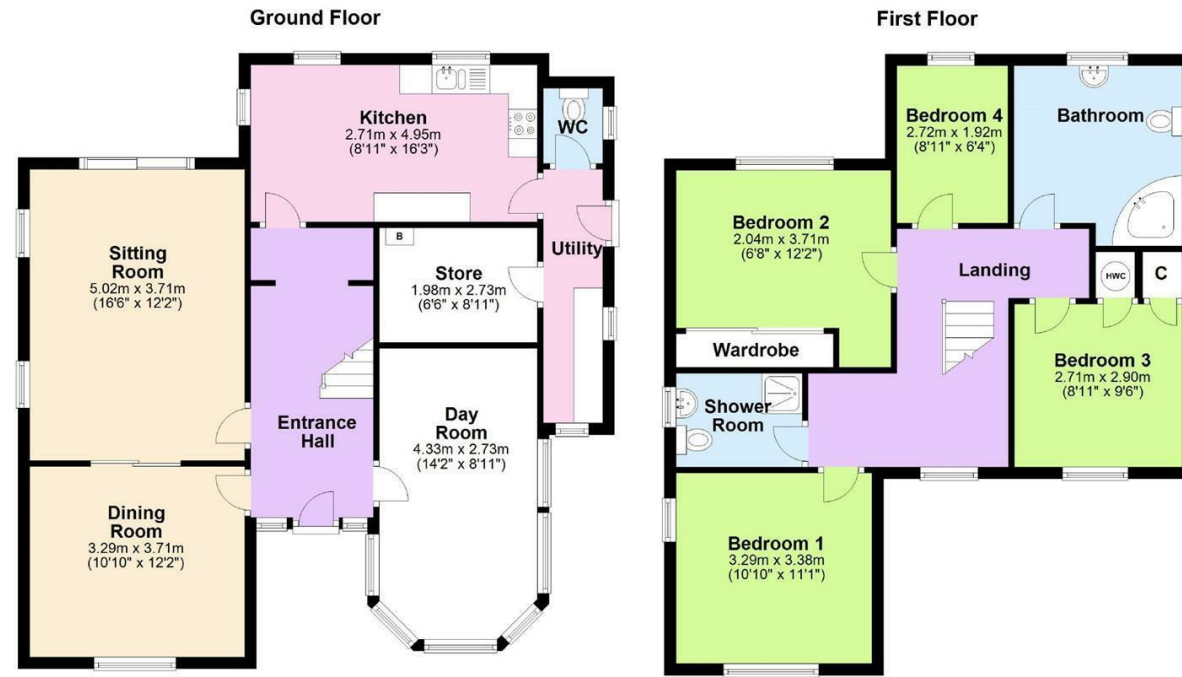 Ground Floor
Kitchen
2.71m x 4.95m
(8'11" x 16'3")
WC
Sitting
Room
5.02m x 3.71m
(16'6" x 12'2")
B
Store
1.98m x 2.73m
(6'6" x 8'11")
Utility
Entrance
Hall
Day
Room
4.33m x 2.73m
(14'2" x 8'11")
Dining
Room
3.29m x 3.71m
(10'10" x 12'2")
First Floor
Bedroom 4
2.72m x 1.92m
(8'11" x 6'4")
Bathroom
Bedroom 2
2.04m x 3.71m
(6'8" x 12'2")
Landing
HWC
C
Wardrobe
Bedroom 3
2.71m x 2.90m
(8'11" x 9'6")
Shower
Room
Bedroom 1
3.29m x 3.38m
(10'10" x 11'1")